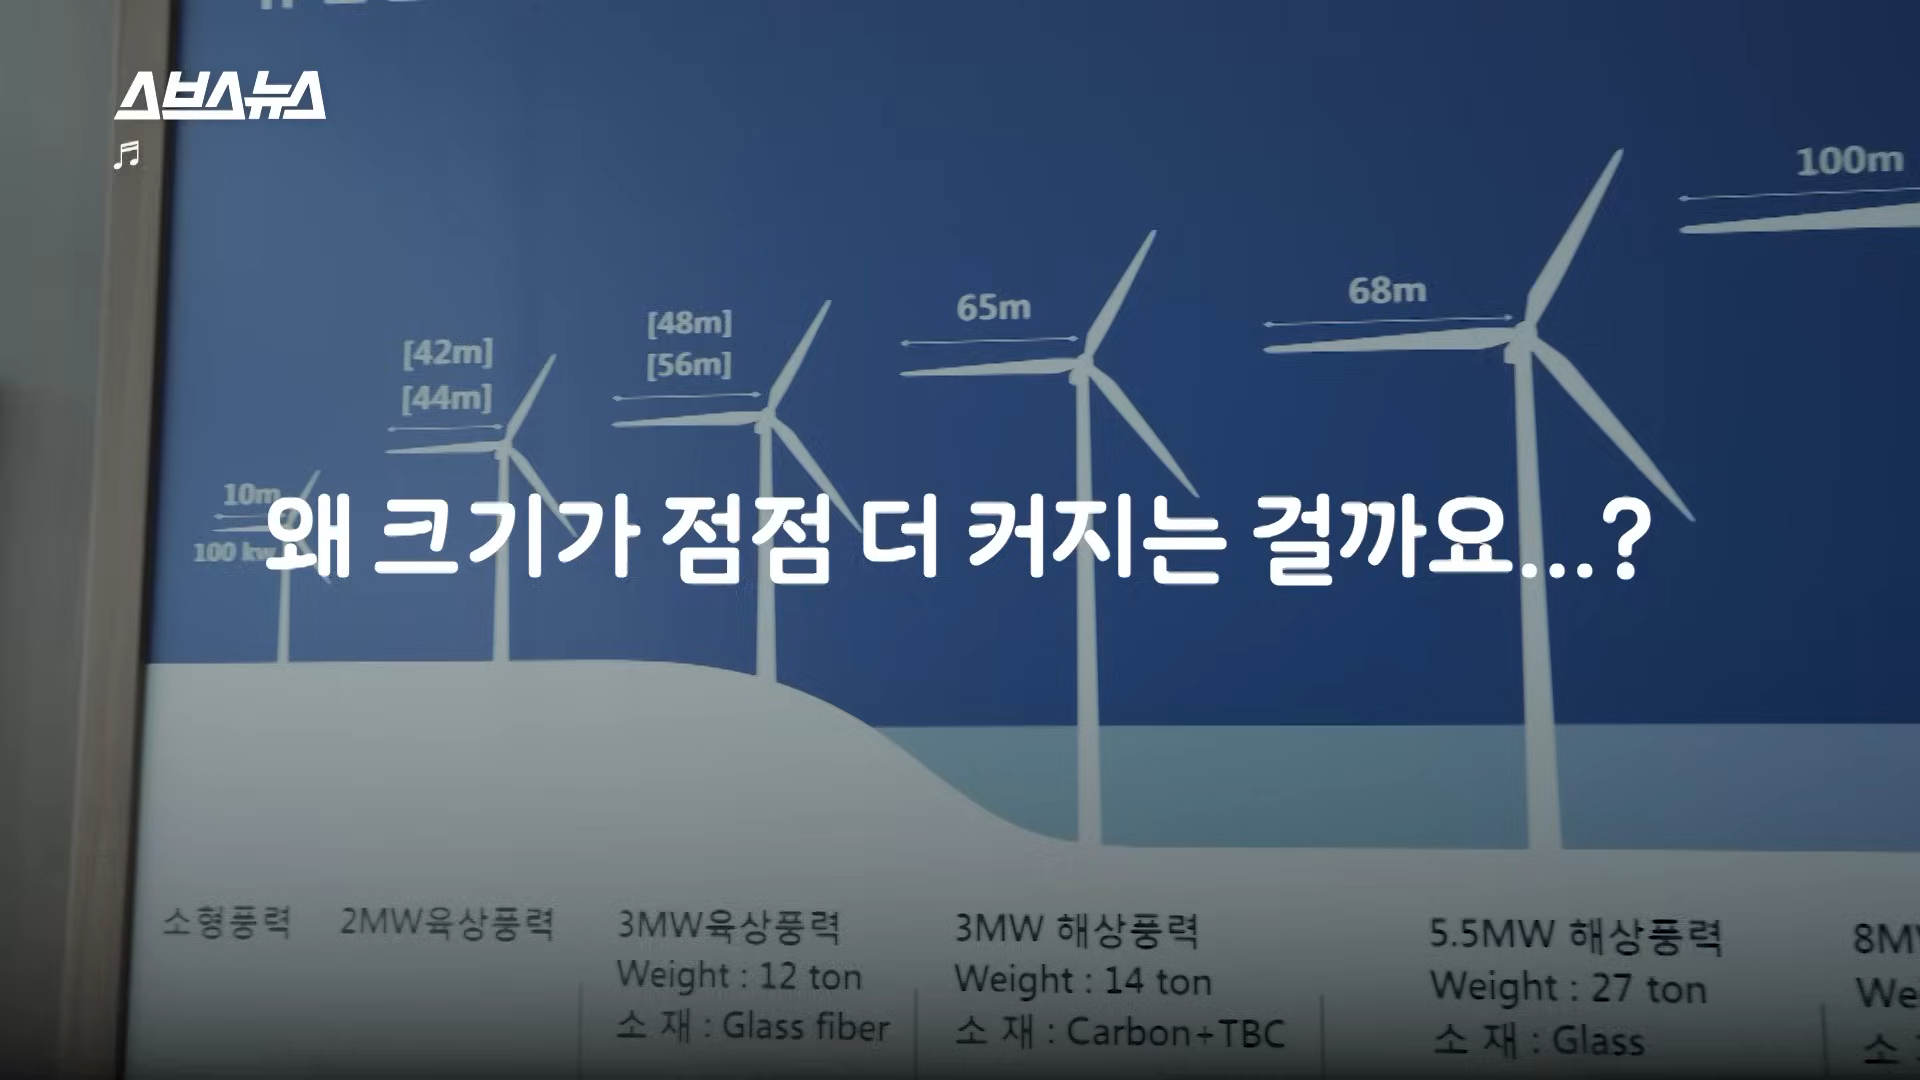 스브스뉴스
100m
68m
65m
[48m]
[56m]
[42m]
[44m]
10m
100 kw
왜 크기가 점점 더 커지는 걸까요...?
소형풍력
2MW육상풍력
3MW육상풍력
Weight : 12 ton
소 재 : Glass fiber
3MW 해상풍력
Weight : 14 ton
소 재 : Carbon+TBC
5.5MW 해상풍력
Weight : 27 ton
소 재 : Glass